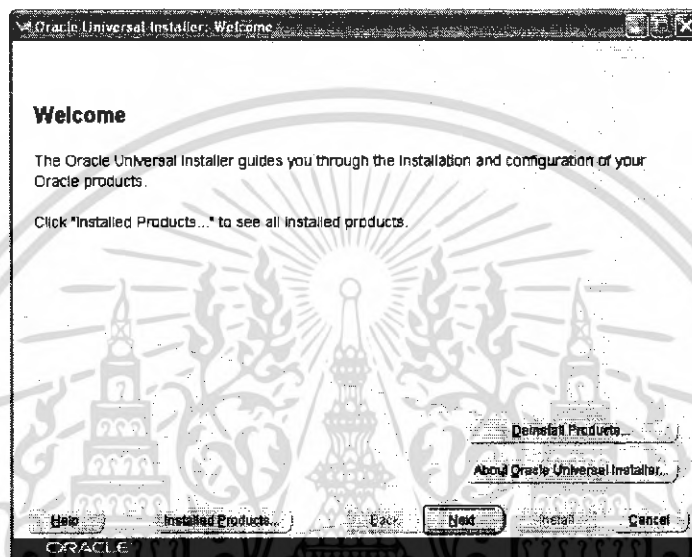 Oracle Universal Installer: Welcome
Welcome
The Oracle Universal Installer guides you through the installation and configuration of your
Oracle products.
Click "Installed Products..." to see all installed products.
Deinstall Products...
About Oracle Universal Installer...
Help Installed Products... Back Next Install Cancel
ORACLE